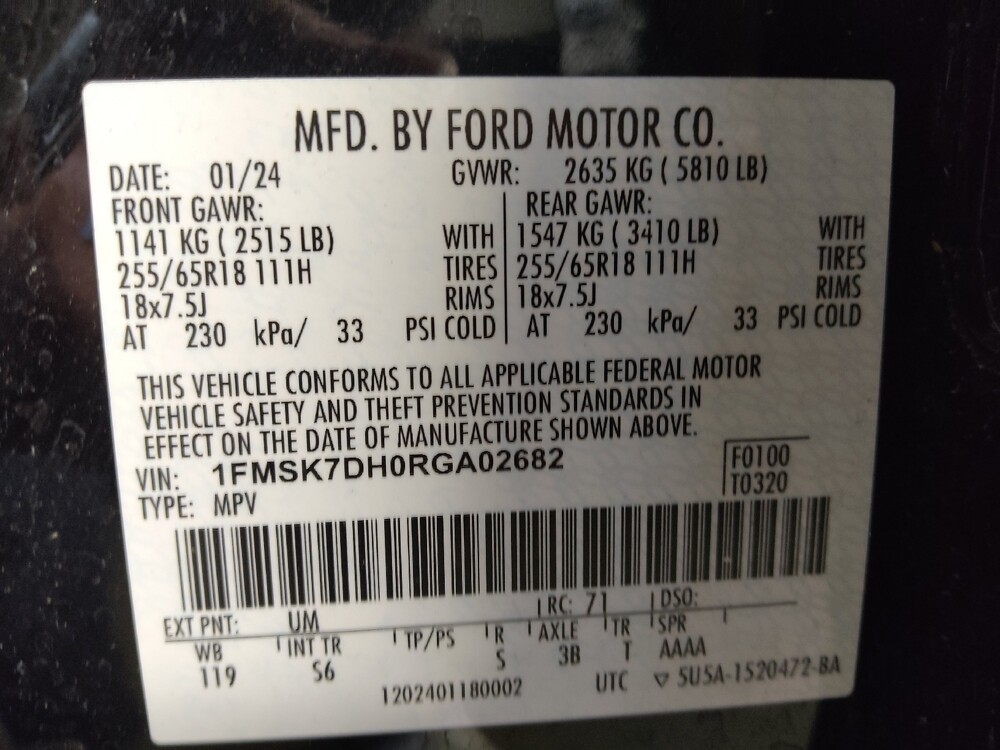 MFD. BY FORD MOTOR CO.
DATE: 01/24 GVWR: 2635 KG ( 5810 LB)
FRONT GAWR: REAR GAWR:
1141 KG ( 2515 LB) WITH 1547 KG ( 3410 LB) WITH
255/65R18 111H TIRES 255/65R18 111H TIRES
18x7.5J RIMS 18x7.5J RIMS
AT 230 kPa/ 33 PSI COLD AT 230 kPa/ 33 PSI COLD
THIS VEHICLE CONFORMS TO ALL APPLICABLE FEDERAL MOTOR
VEHICLE SAFETY AND THEFT PREVENTION STANDARDS IN
EFFECT ON THE DATE OF MANUFACTURE SHOWN ABOVE.
VIN: 1FMSK7DH0RGA02682 F0100
TYPE: MPV T0320
EXT PNT: UM RC: 71 DSO:
WB INT TR TP/PS R AXLE TR SPR
119 S6 S 3B T AAAA
1202401180002 UTC ▽ 5U5A-1520472-BA